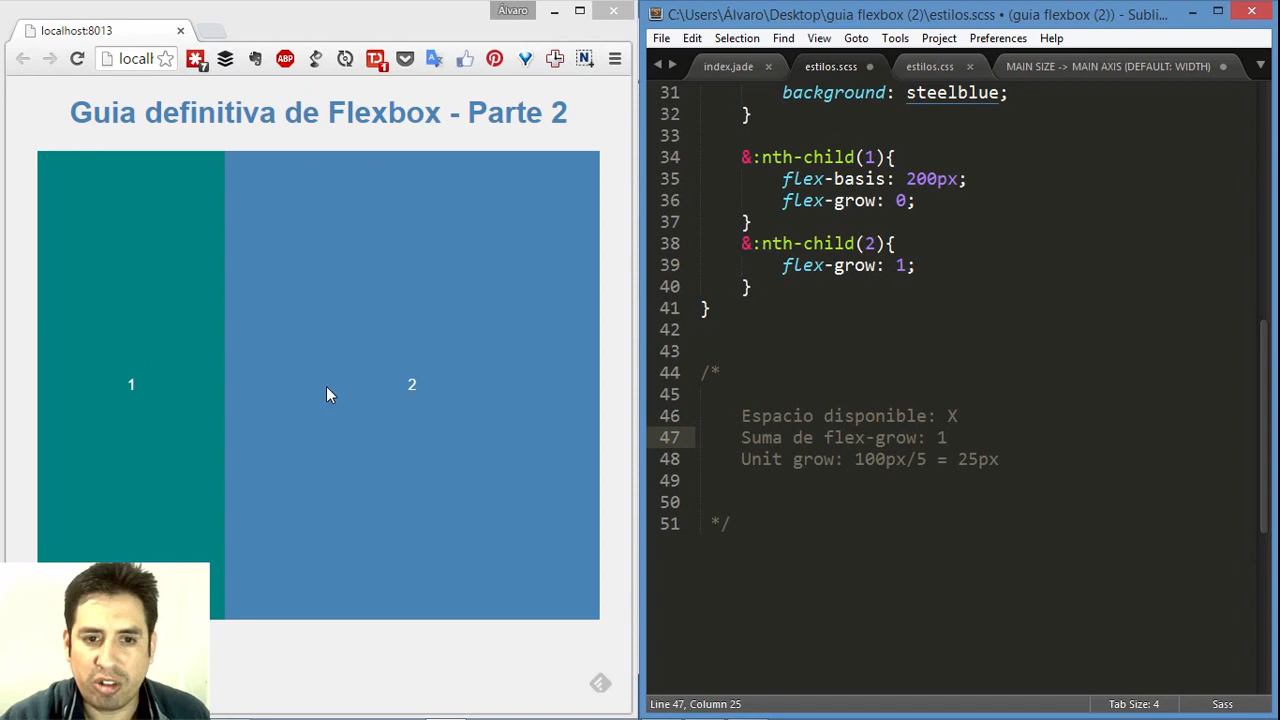 Álvaro
localhost:8013
locall
7
ABP
TD
1
N
Guia definitiva de Flexbox - Parte 2
1
2
C:\Users\Álvaro\Desktop\guia flexbox (2)\estilos.scss • (guia flexbox (2)) - Subli...
File Edit Selection Find View Goto Tools Project Preferences Help
index.jade estilos.scss estilos.css MAIN SIZE -> MAIN AXIS (DEFAULT: WIDTH)
31 background: steelblue;
32 }
33
34 &:nth-child(1){
35 flex-basis: 200px;
36 flex-grow: 0;
37 }
38 &:nth-child(2){
39 flex-grow: 1;
40 }
41 }
42
43
44 /*
45
46 Espacio disponible: X
47 Suma de flex-grow: 1
48 Unit grow: 100px/5 = 25px
49
50
51 */
Line 47, Column 25 Tab Size: 4 Sass